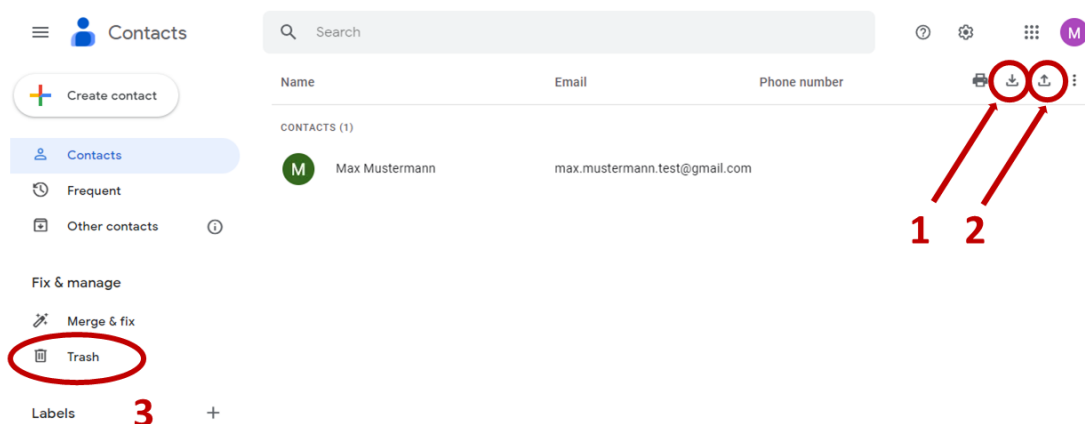 Contacts
Search
M
Create contact
Name Email Phone number
CONTACTS (1)
M Max Mustermann max.mustermann.test@gmail.com
Contacts
Frequent
Other contacts
Fix & manage
Merge & fix
Trash
Labels
1 2
3